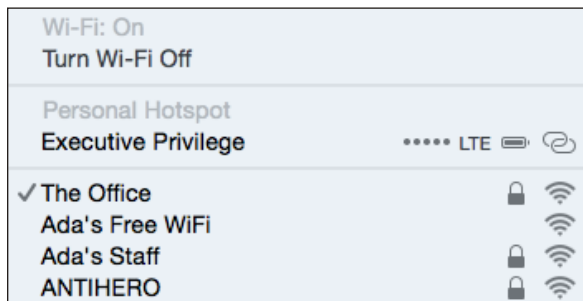 Wi-Fi: On
Turn Wi-Fi Off
Personal Hotspot
Executive Privilege LTE
The Office
Ada's Free WiFi
Ada's Staff
ANTIHERO